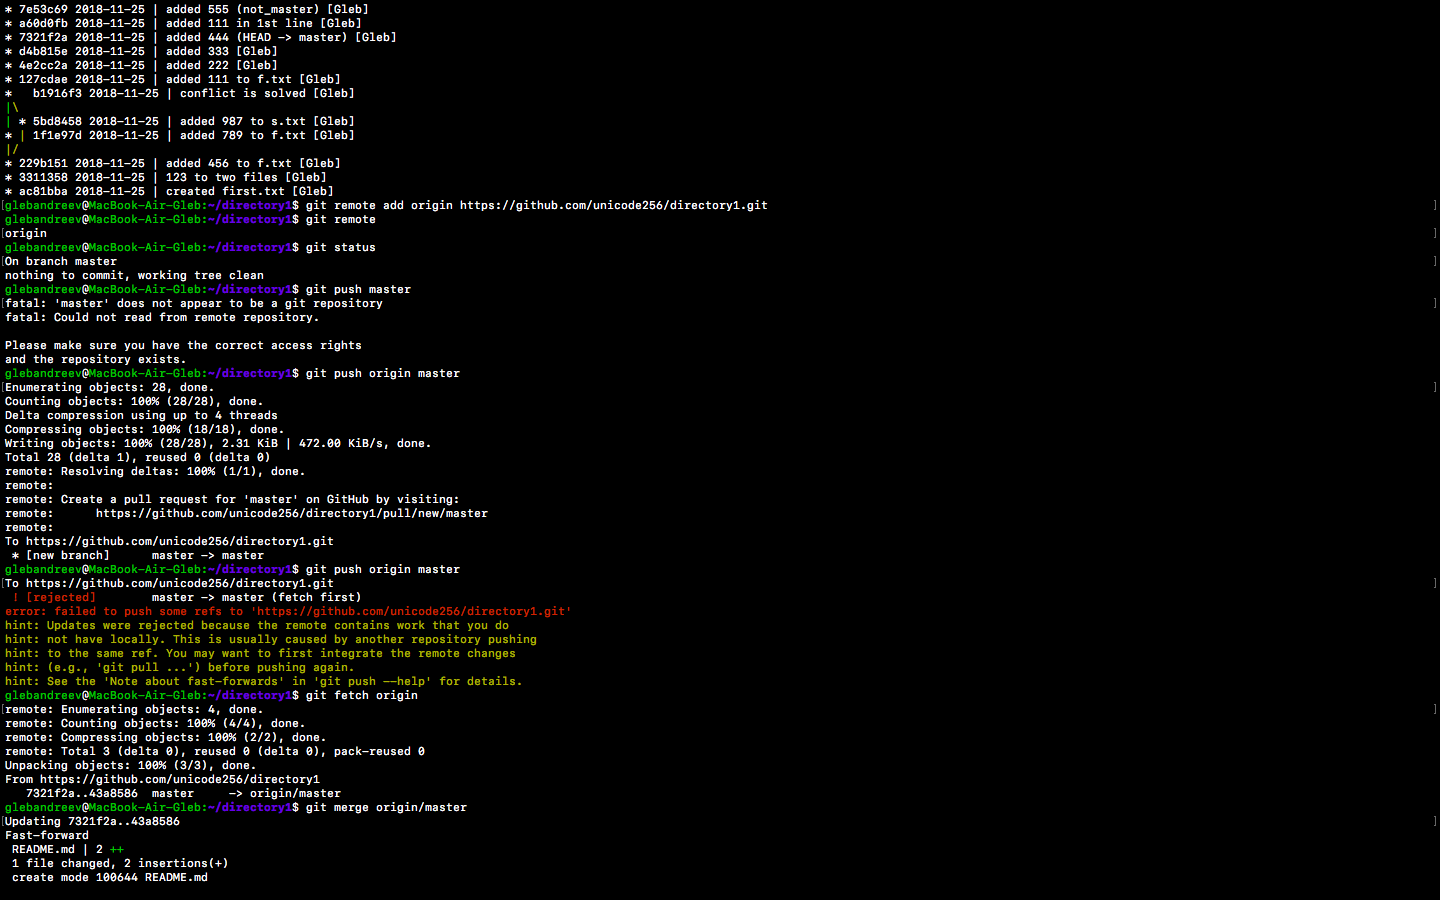 * 7e53c69 2018-11-25 | added 555 (not_master) [Gleb]
* a60d0fb 2018-11-25 | added 111 in 1st line [Gleb]
* 7321f2a 2018-11-25 | added 444 (HEAD -> master) [Gleb]
* d4b815e 2018-11-25 | added 333 [Gleb]
* 4e2cc2a 2018-11-25 | added 222 [Gleb]
* 127cdae 2018-11-25 | added 111 to f.txt [Gleb]
*   b1916f3 2018-11-25 | conflict is solved [Gleb]
|\
| * 5bd8458 2018-11-25 | added 987 to s.txt [Gleb]
* | 1f1e97d 2018-11-25 | added 789 to f.txt [Gleb]
|/
* 229b151 2018-11-25 | added 456 to f.txt [Gleb]
* 3311358 2018-11-25 | 123 to two files [Gleb]
* ac81bba 2018-11-25 | created first.txt [Gleb]
[glebandreev@MacBook-Air-Gleb:~/directory1$ git remote add origin https://github.com/unicode256/directory1.git ]
glebandreev@MacBook-Air-Gleb:~/directory1$ git remote
[origin ]
glebandreev@MacBook-Air-Gleb:~/directory1$ git status
[On branch master ]
nothing to commit, working tree clean
glebandreev@MacBook-Air-Gleb:~/directory1$ git push master
[fatal: 'master' does not appear to be a git repository ]
fatal: Could not read from remote repository.

Please make sure you have the correct access rights
and the repository exists.
glebandreev@MacBook-Air-Gleb:~/directory1$ git push origin master
[Enumerating objects: 28, done. ]
Counting objects: 100% (28/28), done.
Delta compression using up to 4 threads
Compressing objects: 100% (18/18), done.
Writing objects: 100% (28/28), 2.31 KiB | 472.00 KiB/s, done.
Total 28 (delta 1), reused 0 (delta 0)
remote: Resolving deltas: 100% (1/1), done.
remote:
remote: Create a pull request for 'master' on GitHub by visiting:
remote:      https://github.com/unicode256/directory1/pull/new/master
remote:
To https://github.com/unicode256/directory1.git
 * [new branch]      master -> master
glebandreev@MacBook-Air-Gleb:~/directory1$ git push origin master
[To https://github.com/unicode256/directory1.git ]
 ! [rejected]        master -> master (fetch first)
error: failed to push some refs to 'https://github.com/unicode256/directory1.git'
hint: Updates were rejected because the remote contains work that you do
hint: not have locally. This is usually caused by another repository pushing
hint: to the same ref. You may want to first integrate the remote changes
hint: (e.g., 'git pull ...') before pushing again.
hint: See the 'Note about fast-forwards' in 'git push --help' for details.
glebandreev@MacBook-Air-Gleb:~/directory1$ git fetch origin
[remote: Enumerating objects: 4, done. ]
remote: Counting objects: 100% (4/4), done.
remote: Compressing objects: 100% (2/2), done.
remote: Total 3 (delta 0), reused 0 (delta 0), pack-reused 0
Unpacking objects: 100% (3/3), done.
From https://github.com/unicode256/directory1
   7321f2a..43a8586  master     -> origin/master
glebandreev@MacBook-Air-Gleb:~/directory1$ git merge origin/master
[Updating 7321f2a..43a8586 ]
Fast-forward
 README.md | 2 ++
 1 file changed, 2 insertions(+)
 create mode 100644 README.md